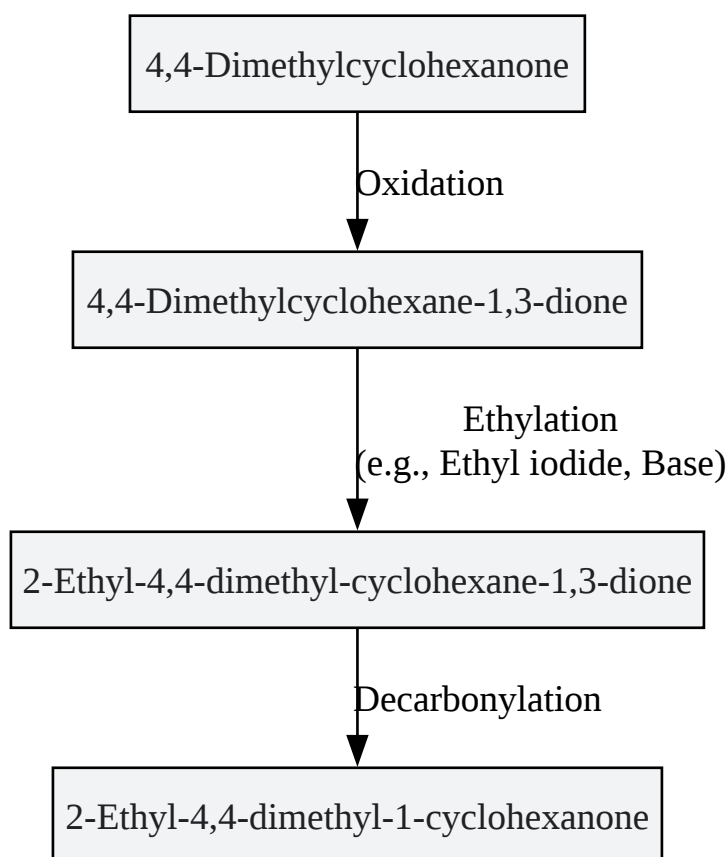 4,4-Dimethylcyclohexanone
Oxidation
4,4-Dimethylcyclohexane-1,3-dione
Ethylation
(e.g., Ethyl iodide, Base)
2-Ethyl-4,4-dimethyl-cyclohexane-1,3-dione
Decarbonylation
2-Ethyl-4,4-dimethyl-1-cyclohexanone